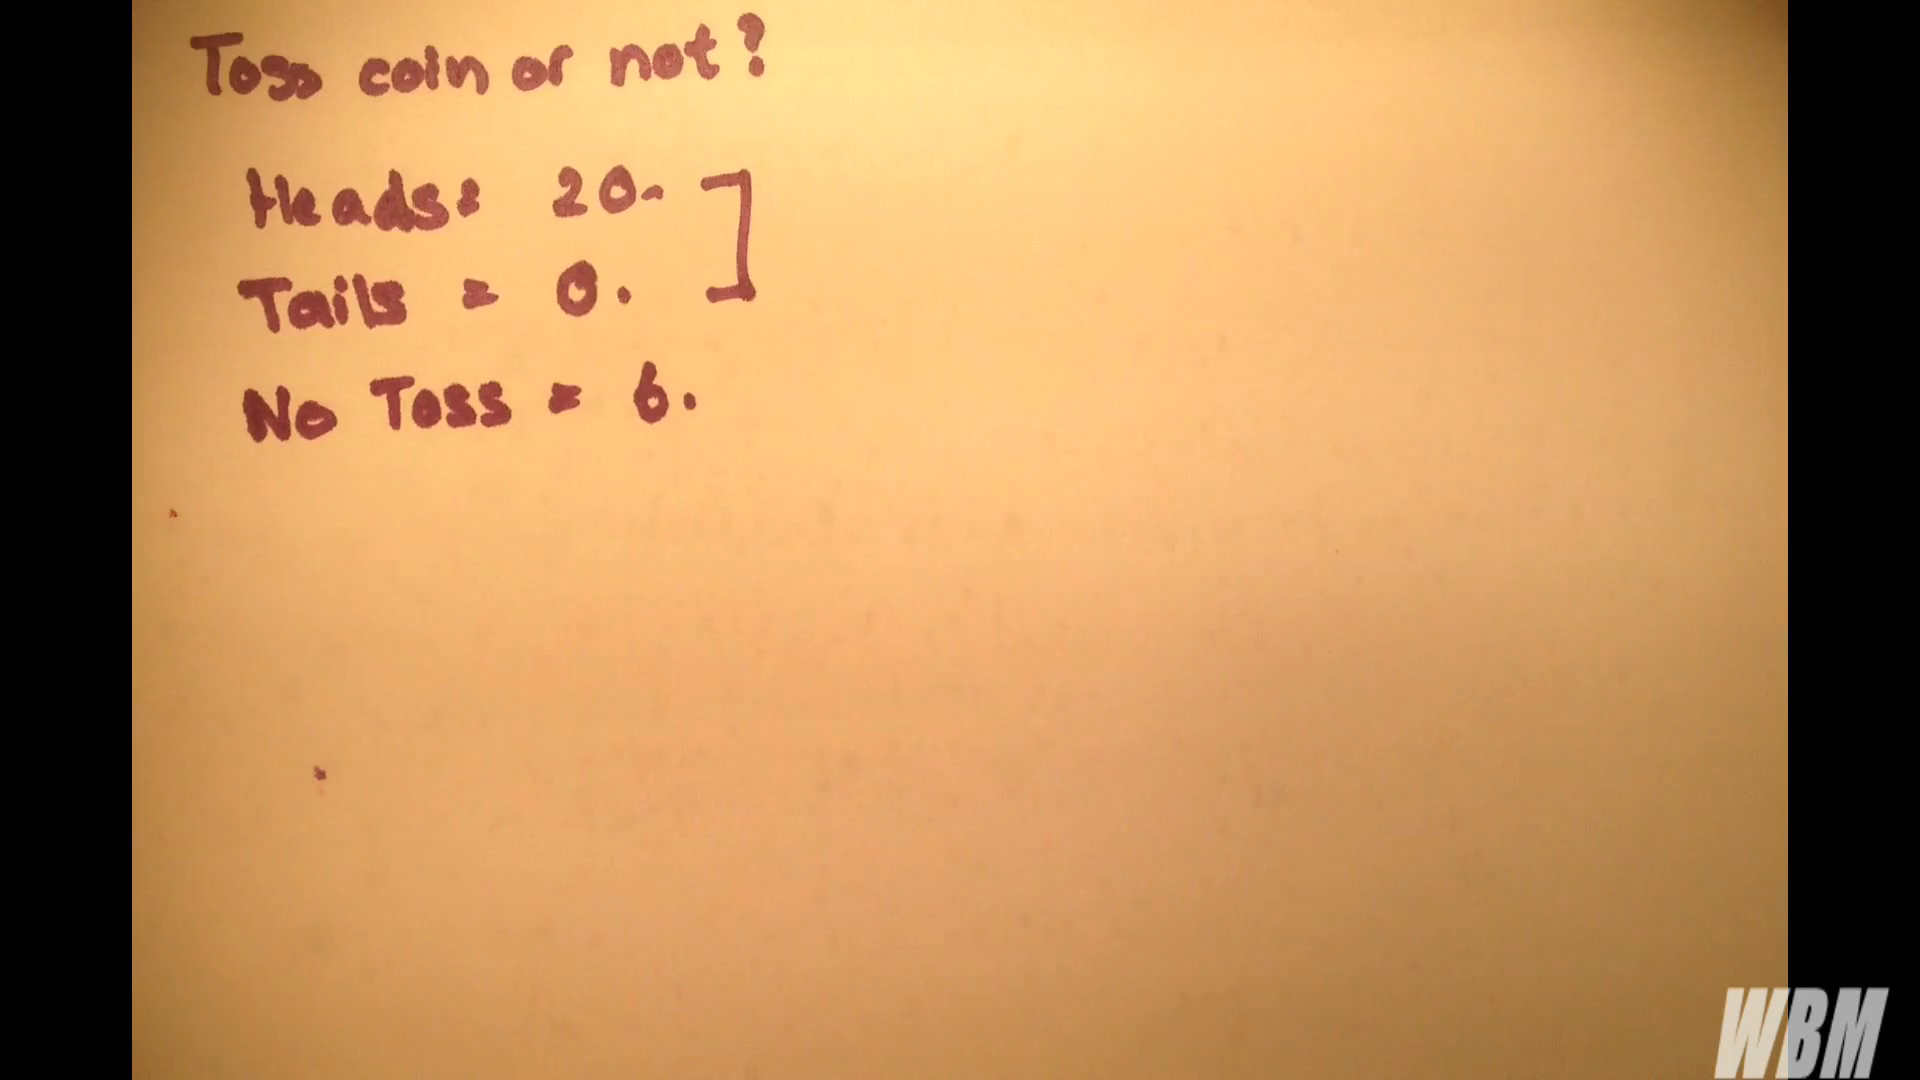 Toss coin or not?
Heads = 20.
Tails = 0.
No Toss = 6.
WBM